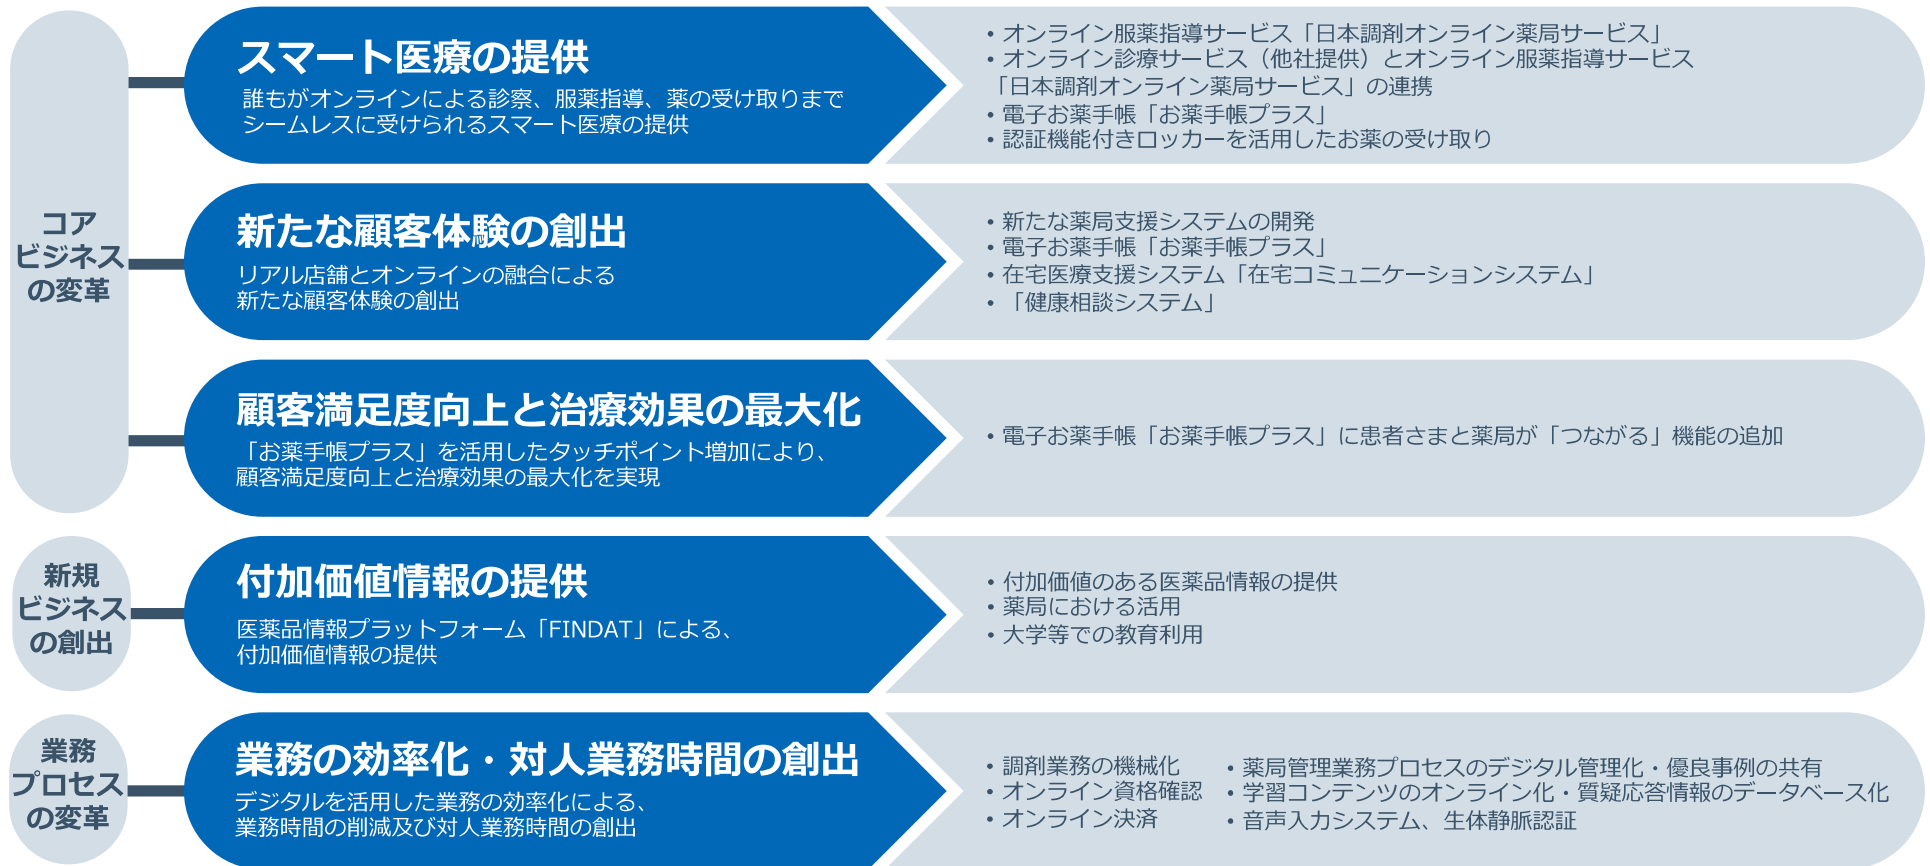 コア
ビジネス
の変革
スマート医療の提供
誰もがオンラインによる診察、服薬指導、薬の受け取りまで
シームレスに受けられるスマート医療の提供
• オンライン服薬指導サービス「日本調剤オンライン薬局サービス」
• オンライン診療サービス（他社提供）とオンライン服薬指導サービス
「日本調剤オンライン薬局サービス」の連携
• 電子お薬手帳「お薬手帳プラス」
• 認証機能付きロッカーを活用したお薬の受け取り
新たな顧客体験の創出
リアル店舗とオンラインの融合による
新たな顧客体験の創出
• 新たな薬局支援システムの開発
• 電子お薬手帳「お薬手帳プラス」
• 在宅医療支援システム「在宅コミュニケーションシステム」
• 「健康相談システム」
顧客満足度向上と治療効果の最大化
「お薬手帳プラス」を活用したタッチポイント増加により、
顧客満足度向上と治療効果の最大化を実現
• 電子お薬手帳「お薬手帳プラス」に患者さまと薬局が「つながる」機能の追加
新規
ビジネス
の創出
付加価値情報の提供
医薬品情報プラットフォーム「FINDAT」による、
付加価値情報の提供
• 付加価値のある医薬品情報の提供
• 薬局における活用
• 大学等での教育利用
業務
プロセス
の変革
業務の効率化・対人業務時間の創出
デジタルを活用した業務の効率化による、
業務時間の削減及び対人業務時間の創出
• 調剤業務の機械化
• オンライン資格確認
• オンライン決済
• 薬局管理業務プロセスのデジタル管理化・優良事例の共有
• 学習コンテンツのオンライン化・質疑応答情報のデータベース化
• 音声入力システム、生体静脈認証